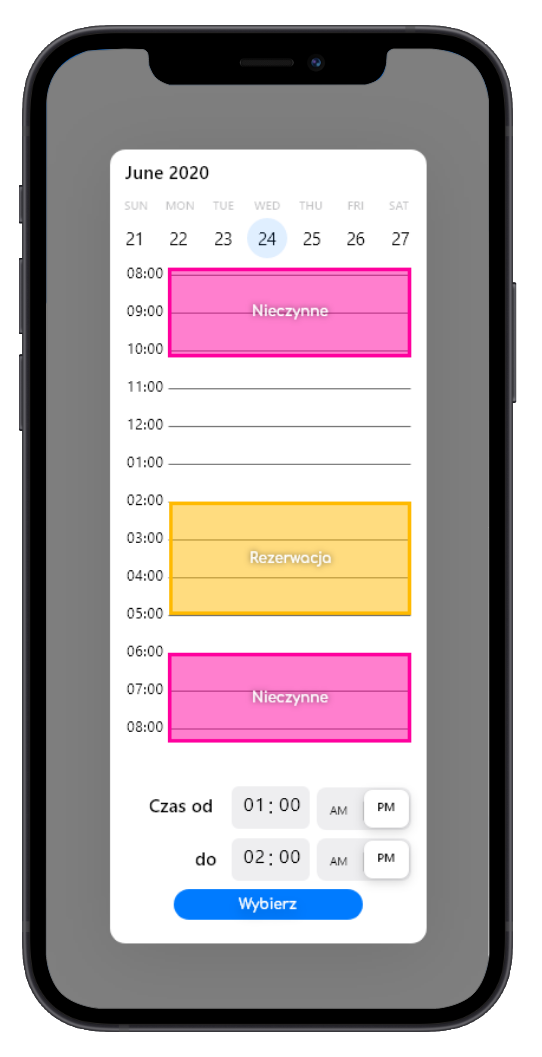 June 2020
SUN MON TUE WED THU FRI SAT
21 22 23 24 25 26 27
08:00
09:00 Nieczynne
10:00
11:00
12:00
01:00
02:00
03:00
Rezerwacja
04:00
05:00
06:00
07:00 Nieczynne
08:00
Czas od 01:00 AM PM
do 02:00 AM PM
Wybierz